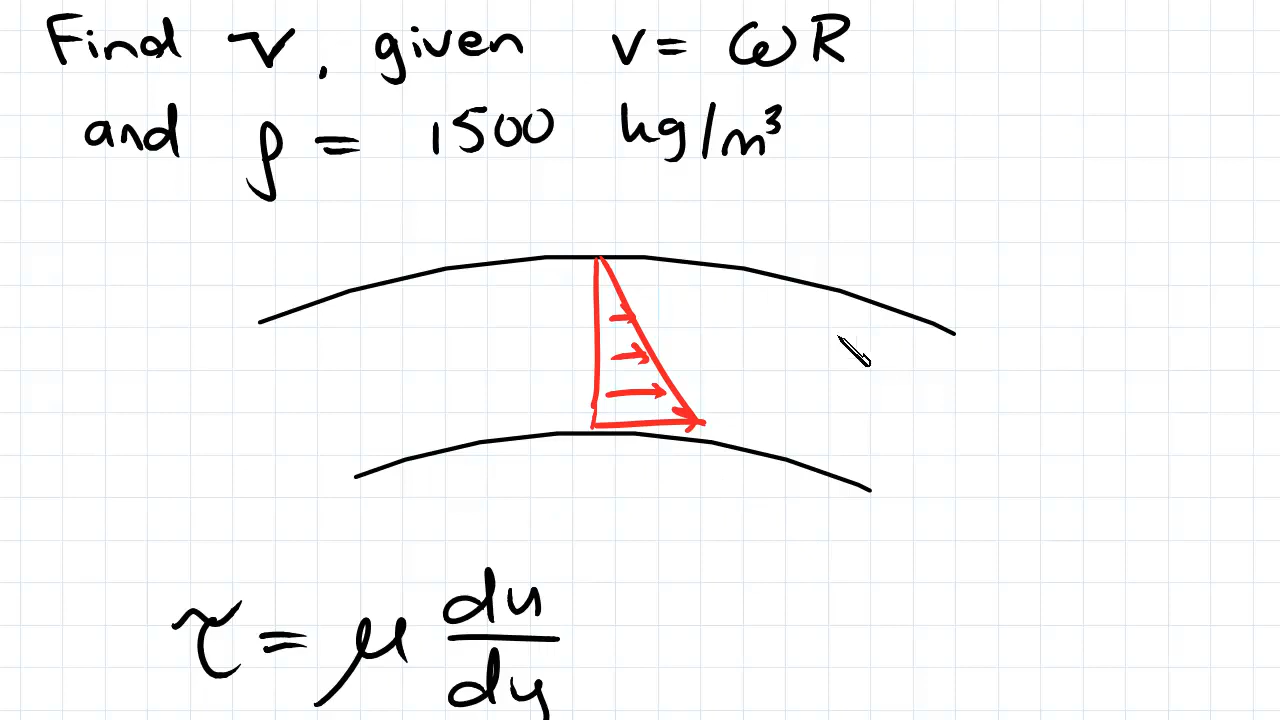 Find ν, given v = ωR
and ρ = 1500 kg/m³
τ = μ du/dy